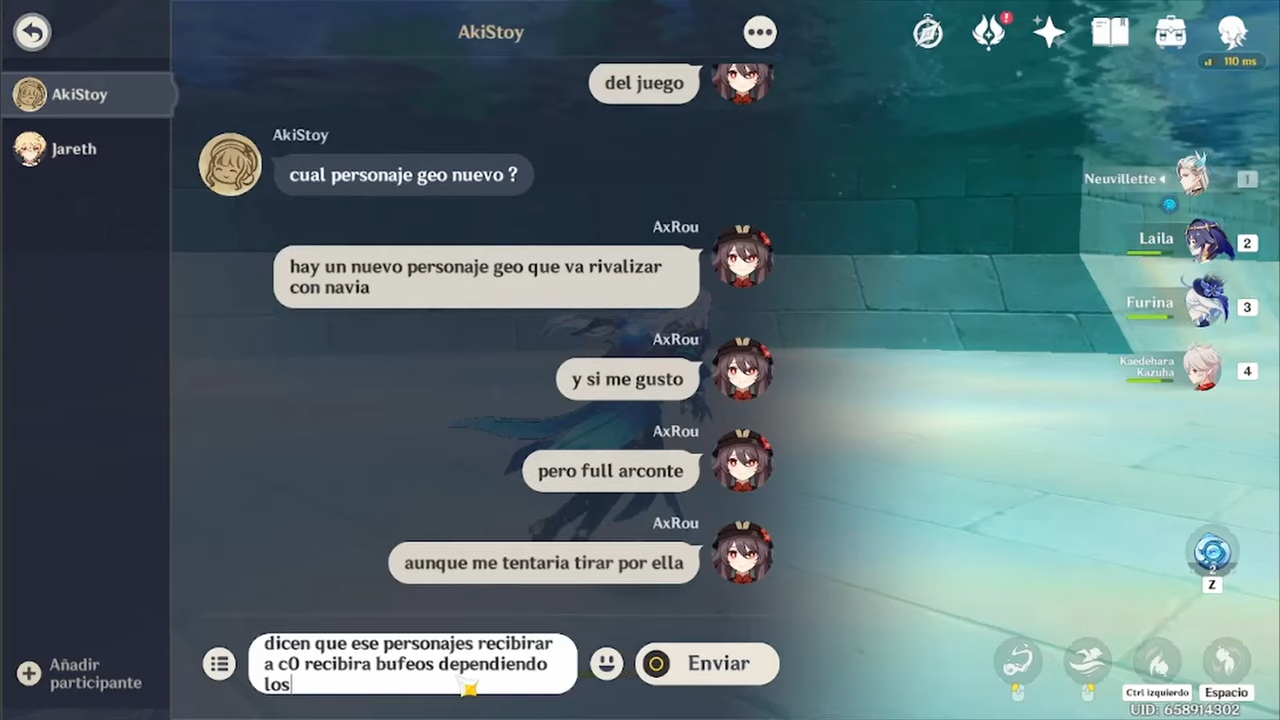 AkiStoy
AkiStoy
Jareth
Añadir
participante
del juego
AkiStoy
cual personaje geo nuevo ?
AxRou
hay un nuevo personaje geo que va rivalizar
con navia
AxRou
y si me gusto
AxRou
pero full arconte
AxRou
aunque me tentaria tirar por ella
dicen que ese personajes recibirar
a c0 recibira bufeos dependiendo
los
Enviar
110 ms
Neuvillette
1
Laila
2
Furina
3
Kaedehara
Kazuha
4
2
Z
Ctrl izquierdo
Espacio
UID: 658914302